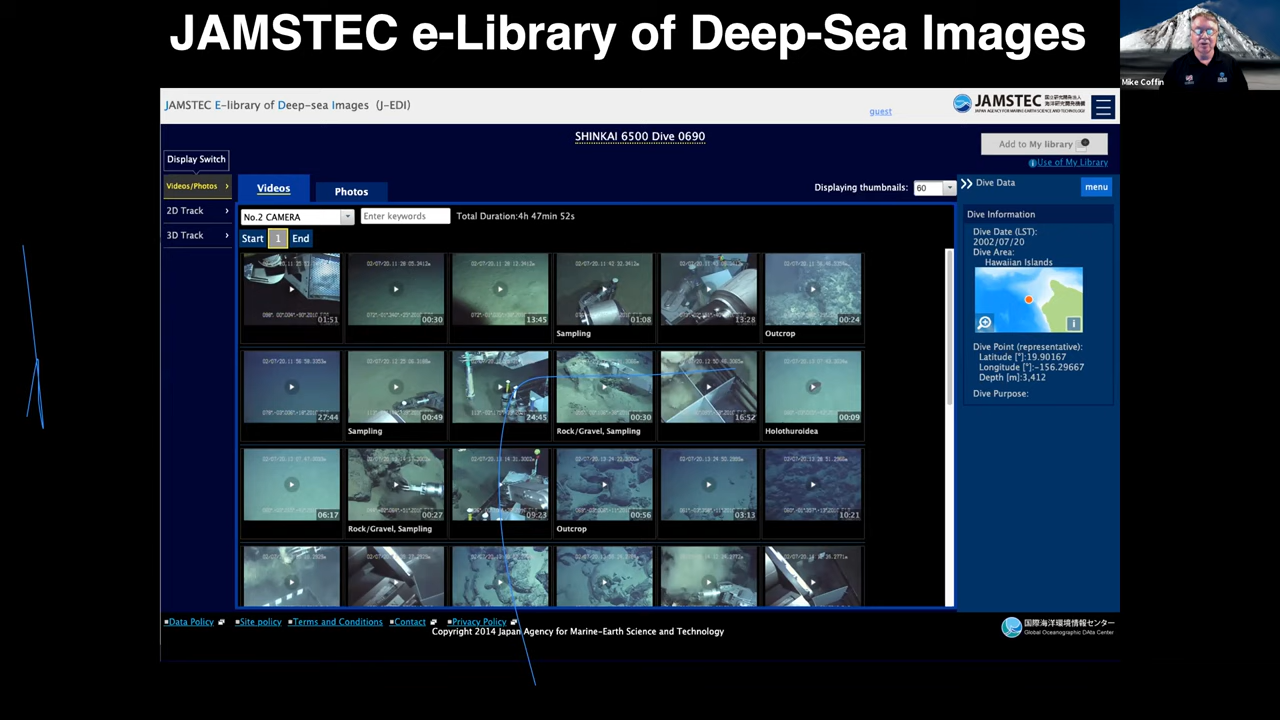 JAMSTEC e-Library of Deep-Sea Images
Mike Coffin
JAMSTEC E-library of Deep-sea Images (J-EDI)
guest
JAMSTEC
SHINKAI 6500 Dive 0690
Add to My library
Use of My Library
Display Switch
Videos/Photos
2D Track
3D Track
Videos
Photos
Displaying thumbnails: 60
No.2 CAMERA
Enter keywords
Total Duration:4h 47min 52s
Start 1 End
01:51
00:30
13:45
01:08
13:28
00:24
Sampling
Outcrop
27:44
00:49
24:45
00:30
16:52
00:09
Sampling
Rock/Gravel, Sampling
Holothuroidea
06:17
00:27
09:23
00:56
03:13
10:21
Rock/Gravel, Sampling
Outcrop
Dive Data
menu
Dive Information
Dive Date (LST):
2002/07/20
Dive Area:
Hawaiian Islands
Dive Point (representative):
Latitude [°]:19.90167
Longitude [°]:-156.29667
Depth [m]:3,412
Dive Purpose:
Data Policy
Site policy
Terms and Conditions
Contact
Privacy Policy
Copyright 2014 Japan Agency for Marine-Earth Science and Technology
国際海洋環境情報センター
Global Oceanographic DAta Center